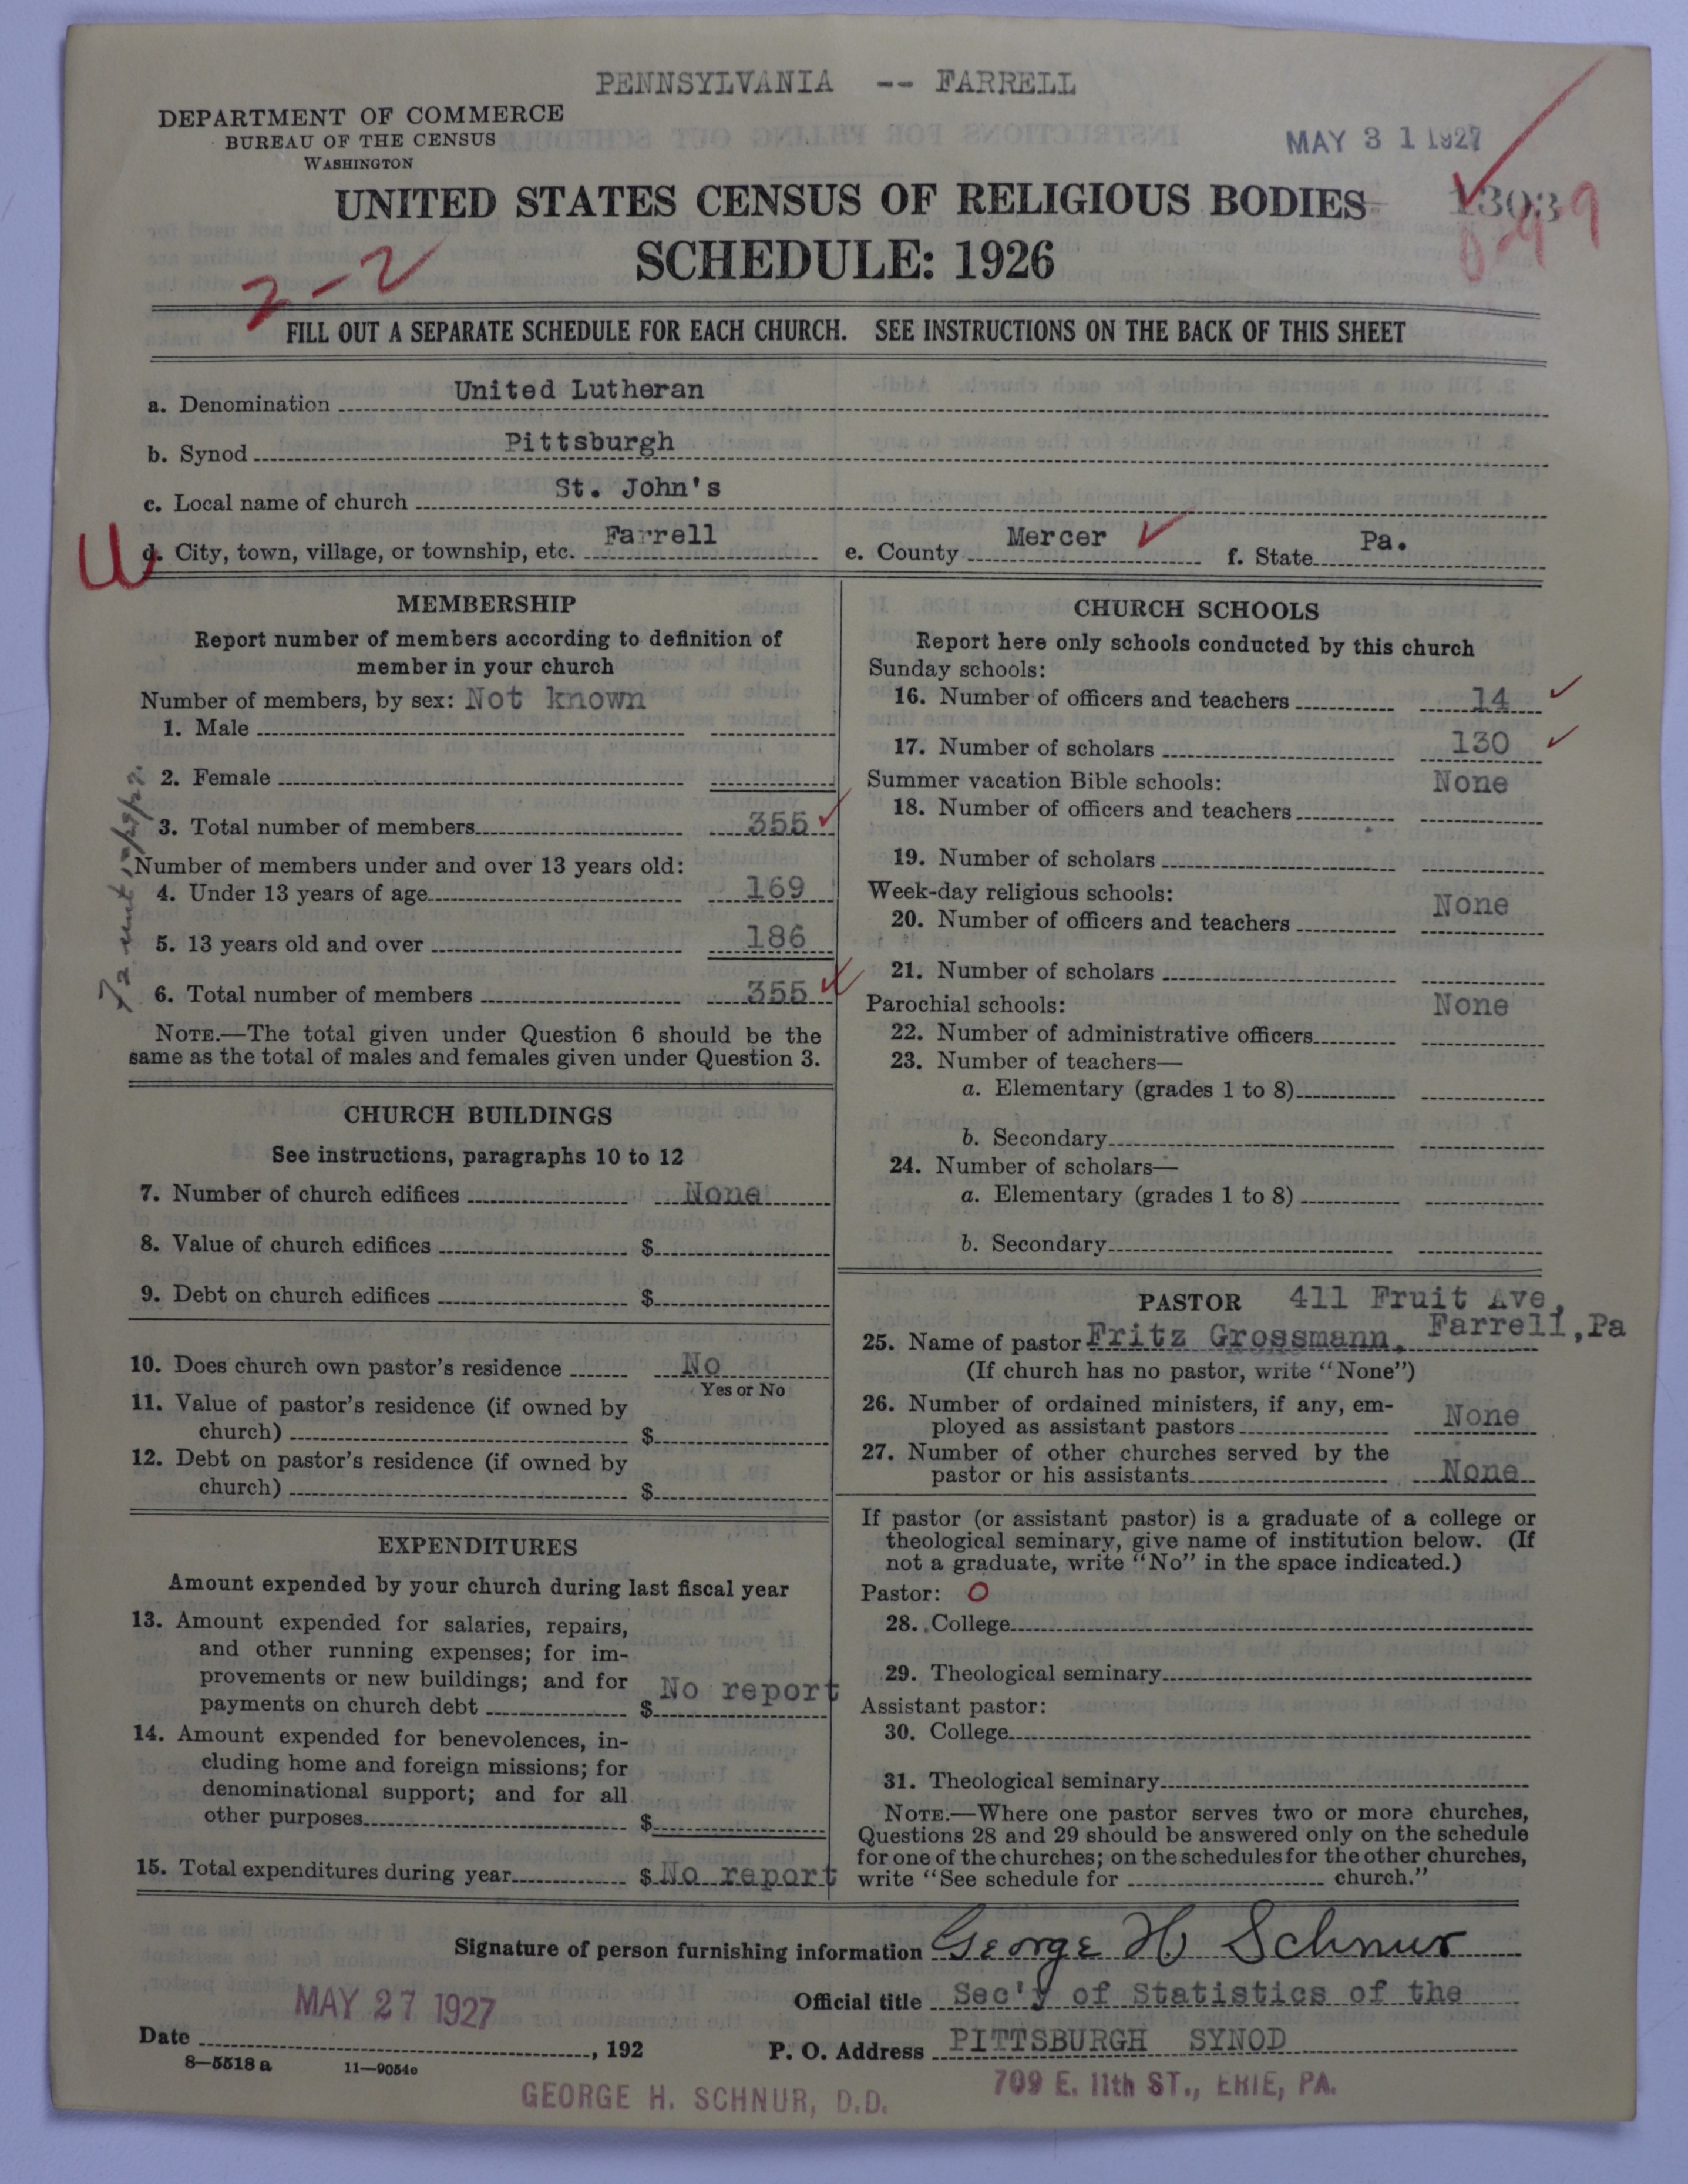 PENNSYLVANIA -- FARRELL
DEPARTMENT OF COMMERCE
BUREAU OF THE CENSUS
WASHINGTON
MAY 31 1927
UNITED STATES CENSUS OF RELIGIOUS BODIES
1303
SCHEDULE: 1926
2-2
FILL OUT A SEPARATE SCHEDULE FOR EACH CHURCH. SEE INSTRUCTIONS ON THE BACK OF THIS SHEET
a. Denomination United Lutheran
b. Synod Pittsburgh
c. Local name of church St. John's
d. City, town, village, or township, etc. Farrell e. County Mercer f. State Pa.
MEMBERSHIP
Report number of members according to definition of
member in your church
Number of members, by sex: Not known
1. Male
2. Female
3. Total number of members 355
Number of members under and over 13 years old:
4. Under 13 years of age 169
5. 13 years old and over 186
6. Total number of members 355
NOTE.—The total given under Question 6 should be the
same as the total of males and females given under Question 3.
CHURCH BUILDINGS
See instructions, paragraphs 10 to 12
7. Number of church edifices None
8. Value of church edifices $
9. Debt on church edifices $
10. Does church own pastor's residence No
Yes or No
11. Value of pastor's residence (if owned by
church) $
12. Debt on pastor's residence (if owned by
church) $
EXPENDITURES
Amount expended by your church during last fiscal year
13. Amount expended for salaries, repairs,
and other running expenses; for im-
provements or new buildings; and for
payments on church debt $ No report
14. Amount expended for benevolences, in-
cluding home and foreign missions; for
denominational support; and for all
other purposes $
15. Total expenditures during year $ No report
CHURCH SCHOOLS
Report here only schools conducted by this church
Sunday schools:
16. Number of officers and teachers 14
17. Number of scholars 130
Summer vacation Bible schools: None
18. Number of officers and teachers
19. Number of scholars
Week-day religious schools: None
20. Number of officers and teachers
21. Number of scholars
Parochial schools: None
22. Number of administrative officers
23. Number of teachers—
a. Elementary (grades 1 to 8)
b. Secondary
24. Number of scholars—
a. Elementary (grades 1 to 8)
b. Secondary
PASTOR 411 Fruit Ave,
25. Name of pastor Fritz Grossmann, Farrell, Pa
(If church has no pastor, write "None")
26. Number of ordained ministers, if any, em-
ployed as assistant pastors None
27. Number of other churches served by the
pastor or his assistants None
If pastor (or assistant pastor) is a graduate of a college or
theological seminary, give name of institution below. (If
not a graduate, write "No" in the space indicated.)
Pastor: O
28. College
29. Theological seminary
Assistant pastor:
30. College
31. Theological seminary
NOTE.—Where one pastor serves two or more churches,
Questions 28 and 29 should be answered only on the schedule
for one of the churches; on the schedules for the other churches,
write "See schedule for church."
Signature of person furnishing information George H Schnur
Official title Sec'y of Statistics of the
MAY 27 1927
Date , 192
P. O. Address PITTSBURGH SYNOD
8—5518 a 11—9054c
GEORGE H. SCHNUR, D.D. 709 E. 11th ST., ERIE, PA.